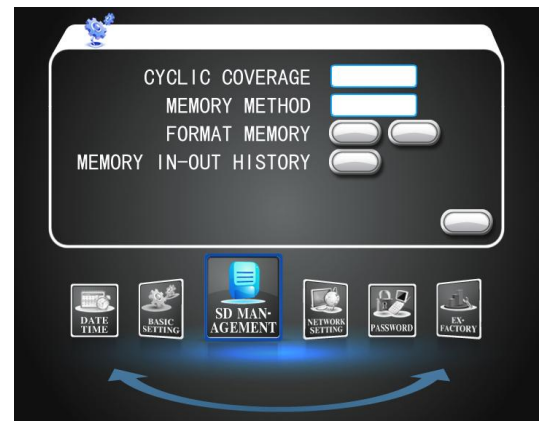 CYCLIC COVERAGE
MEMORY METHOD
FORMAT MEMORY
MEMORY IN-OUT HISTORY
DATE
TIME
BASIC
SETTING
SD MAN-
AGEMENT
NETWORK
SETTING
PASSWORD
EX-
FACTORY